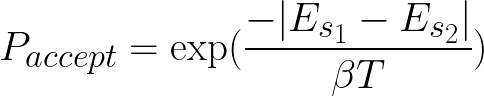 P_{accept} = \exp(\frac{-|E_{s_1} - E_{s_2}|}{\beta T})